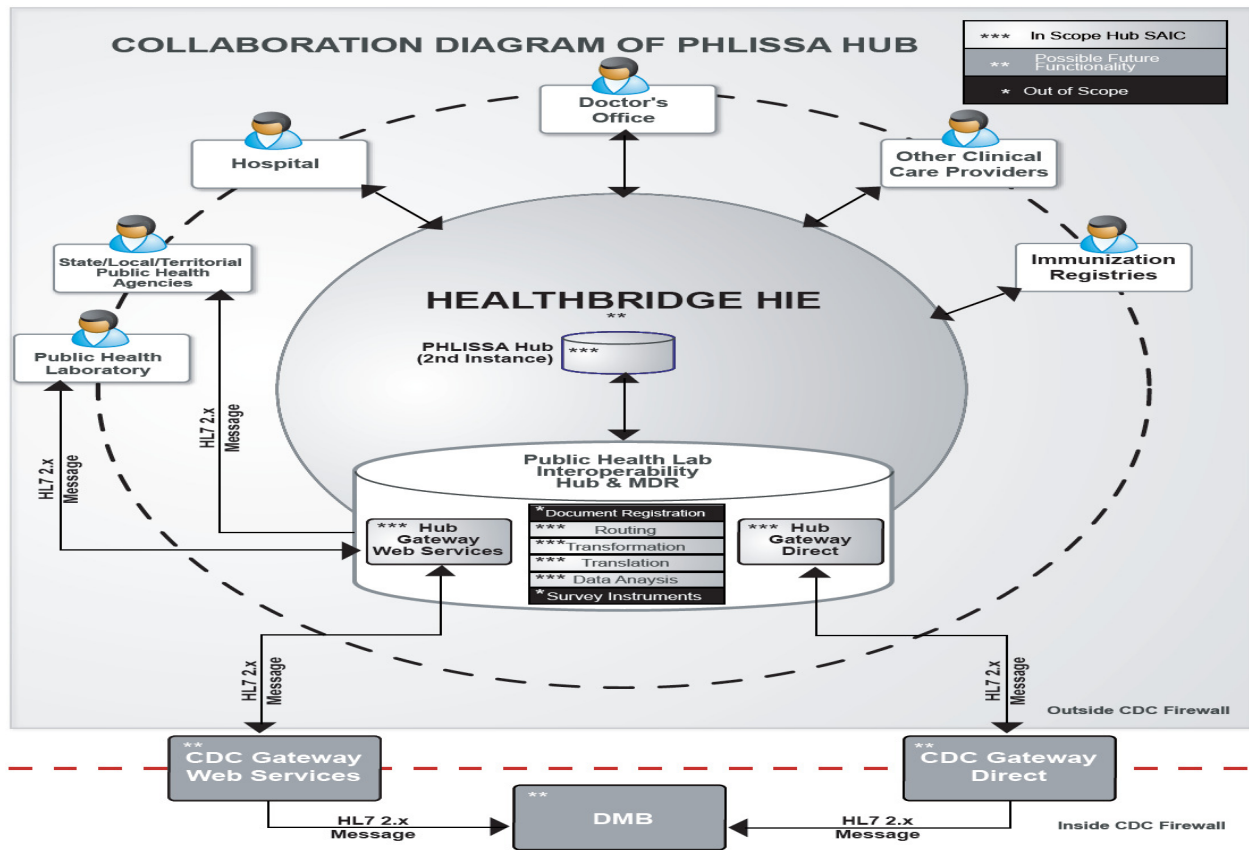 COLLABORATION DIAGRAM OF PHLISSA HUB
*** In Scope Hub SAIC
** Possible Future
Functionality
* Out of Scope
Doctor's
Office
Hospital
Other Clinical
Care Providers
State/Local/Territorial
Public Health
Agencies
Immunization
Registries
Public Health
Laboratory
HEALTHBRIDGE HIE
**
PHLISSA Hub
(2nd Instance)
***
HL7 2.x
Message
HL7 2.x
Message
Public Health Lab
Interoperability
Hub & MDR
*** Hub
Gateway
Web Services
*Document Registration
*** Routing
***Transformation
*** Translation
*** Data Anaysis
*Survey Instruments
*** Hub
Gateway
Direct
HL7 2.x
Message
HL7 2.x
Message
Outside CDC Firewall
**
CDC Gateway
Web Services
**
CDC Gateway
Direct
**
DMB
HL7 2.x
Message
HL7 2.x
Message
Inside CDC Firewall